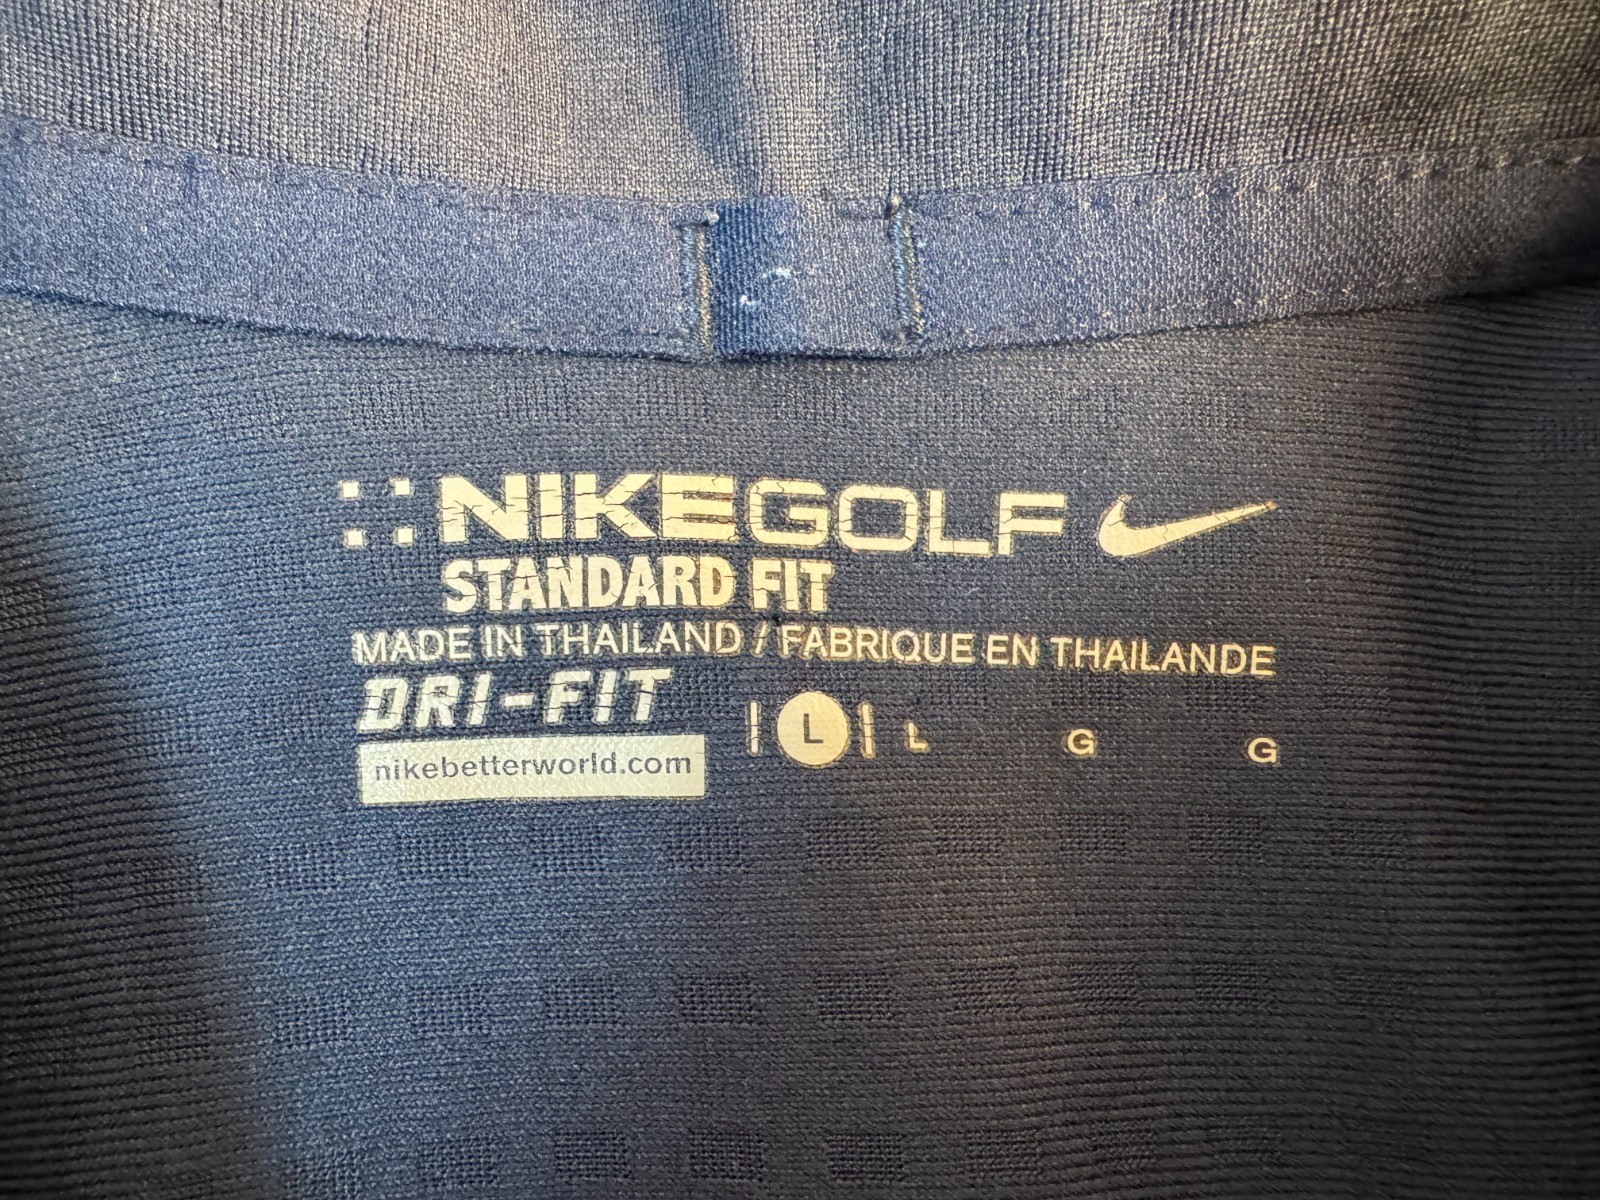 NIKEGOLF
STANDARD FIT
MADE IN THAILAND / FABRIQUE EN THAILANDE
DRI-FIT
L L G G
nikebetterworld.com